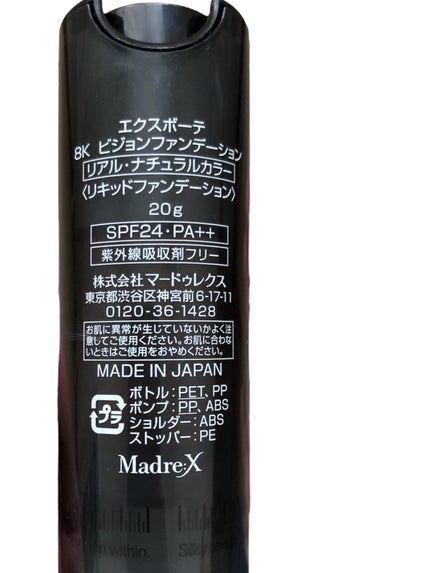 エクスボーテ
8K ビジョンファンデーション
リアル・ナチュラルカラー
〈リキッドファンデーション〉
20g
SPF24・PA++
紫外線吸収剤フリー
株式会社 マードゥレクス
東京都渋谷区神宮前6-17-11
0120-36-1428
お肌に異常が生じていないかよく注
意してご使用ください。お肌に合わな
いときはご使用をおやめください。
MADE IN JAPAN
プラ
ボトル：PET、PP
ポンプ：PP、ABS
ショルダー：ABS
ストッパー：PE
Madre:X
within.
Silky